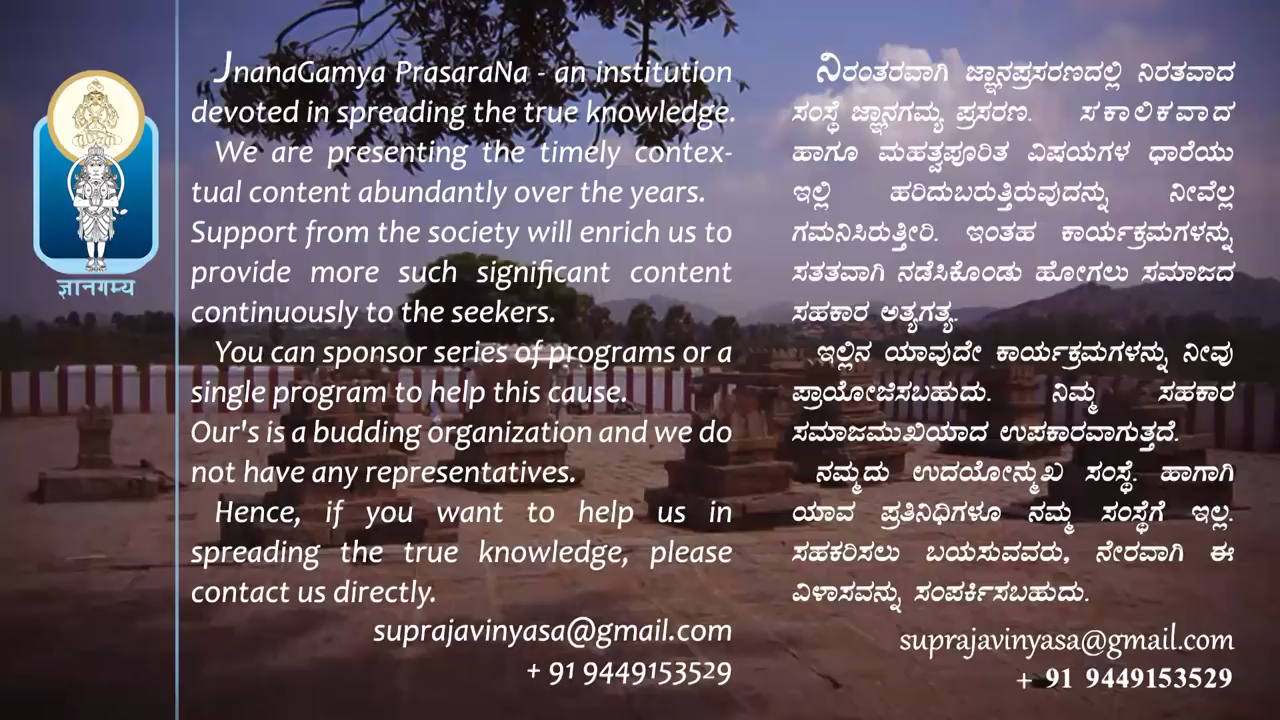 ज्ञानगम्य
JnanaGamya PrasaraNa - an institution
devoted in spreading the true knowledge.
We are presenting the timely contex-
tual content abundantly over the years.
Support from the society will enrich us to
provide more such significant content
continuously to the seekers.
You can sponsor series of programs or a
single program to help this cause.
Our's is a budding organization and we do
not have any representatives.
Hence, if you want to help us in
spreading the true knowledge, please
contact us directly.
suprajavinyasa@gmail.com
+ 91 9449153529
ನಿರಂತರವಾಗಿ ಜ್ಞಾನಪ್ರಸರಣದಲ್ಲಿ ನಿರತವಾದ
ಸಂಸ್ಥೆ ಜ್ಞಾನಗಮ್ಯ ಪ್ರಸರಣ. ಸಕಾಲಿಕವಾದ
ಹಾಗೂ ಮಹತ್ವಪೂರಿತ ವಿಷಯಗಳ ಧಾರೆಯು
ಇಲ್ಲಿ ಹರಿದುಬರುತ್ತಿರುವುದನ್ನು ನೀವೆಲ್ಲ
ಗಮನಿಸಿರುತ್ತೀರಿ. ಇಂತಹ ಕಾರ್ಯಕ್ರಮಗಳನ್ನು
ಸತತವಾಗಿ ನಡೆಸಿಕೊಂಡು ಹೋಗಲು ಸಮಾಜದ
ಸಹಕಾರ ಅತ್ಯಗತ್ಯ.
ಇಲ್ಲಿನ ಯಾವುದೇ ಕಾರ್ಯಕ್ರಮಗಳನ್ನು ನೀವು
ಪ್ರಾಯೋಜಿಸಬಹುದು. ನಿಮ್ಮ ಸಹಕಾರ
ಸಮಾಜಮುಖಿಯಾದ ಉಪಕಾರವಾಗುತ್ತದೆ.
ನಮ್ಮದು ಉದಯೋನ್ಮುಖ ಸಂಸ್ಥೆ. ಹಾಗಾಗಿ
ಯಾವ ಪ್ರತಿನಿಧಿಗಳೂ ನಮ್ಮ ಸಂಸ್ಥೆಗೆ ಇಲ್ಲ.
ಸಹಕರಿಸಲು ಬಯಸುವವರು, ನೇರವಾಗಿ ಈ
ವಿಳಾಸವನ್ನು ಸಂಪರ್ಕಿಸಬಹುದು.
suprajavinyasa@gmail.com
+ 91 9449153529